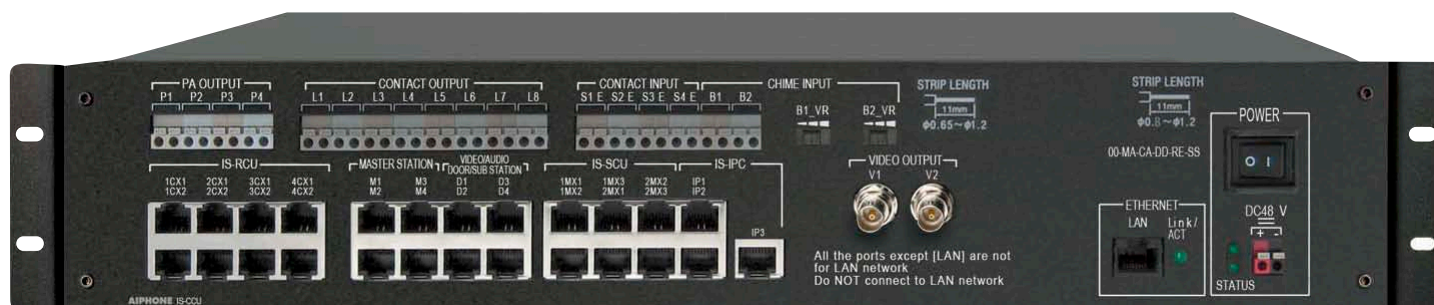 PA OUTPUT
P1 P2 P3 P4
CONTACT OUTPUT
L1 L2 L3 L4 L5 L6 L7 L8
CONTACT INPUT
S1 E S2 E S3 E S4 E
CHIME INPUT
B1 B2
B1_VR B2_VR
STRIP LENGTH
11mm
φ0.65~φ1.2
STRIP LENGTH
11mm
φ0.8~φ1.2
00-MA-CA-DD-RE-SS
IS-RCU
1CX1 2CX1 3CX1 4CX1
1CX2 2CX2 3CX2 4CX2
MASTER STATION
M1 M3
M2 M4
VIDEO/AUDIO
DOOR/SUB STATION
D1 D3
D2 D4
IS-SCU
1MX1 1MX3 2MX2
1MX2 2MX1 2MX3
IS-IPC
IP1
IP2
IP3
VIDEO OUTPUT
V1 V2
All the ports except [LAN] are not
for LAN network
Do NOT connect to LAN network
ETHERNET
LAN Link/
ACT
POWER
O I
DC48 V
+ -
STATUS
AIPHONE IS-CCU